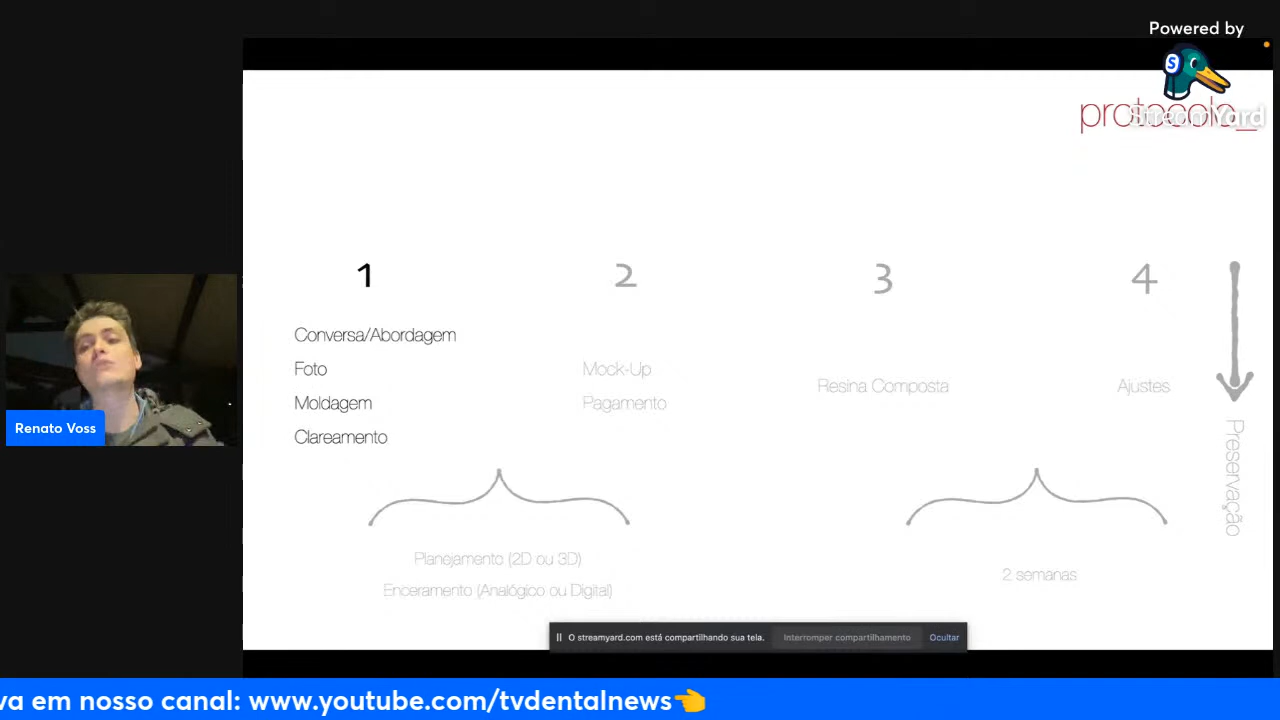 Powered by
S
StreamYard
protocolo_
1
2
3
4
Conversa/Abordagem
Foto
Moldagem
Clareamento
Mock-Up
Pagamento
Resina Composta
Ajustes
Preservação
Planejamento (2D ou 3D)
Enceramento (Analógico ou Digital)
2 semanas
Renato Voss
O streamyard.com está compartilhando sua tela.
Interromper compartilhamento
Ocultar
va em nosso canal: www.youtube.com/tvdentalnews👈